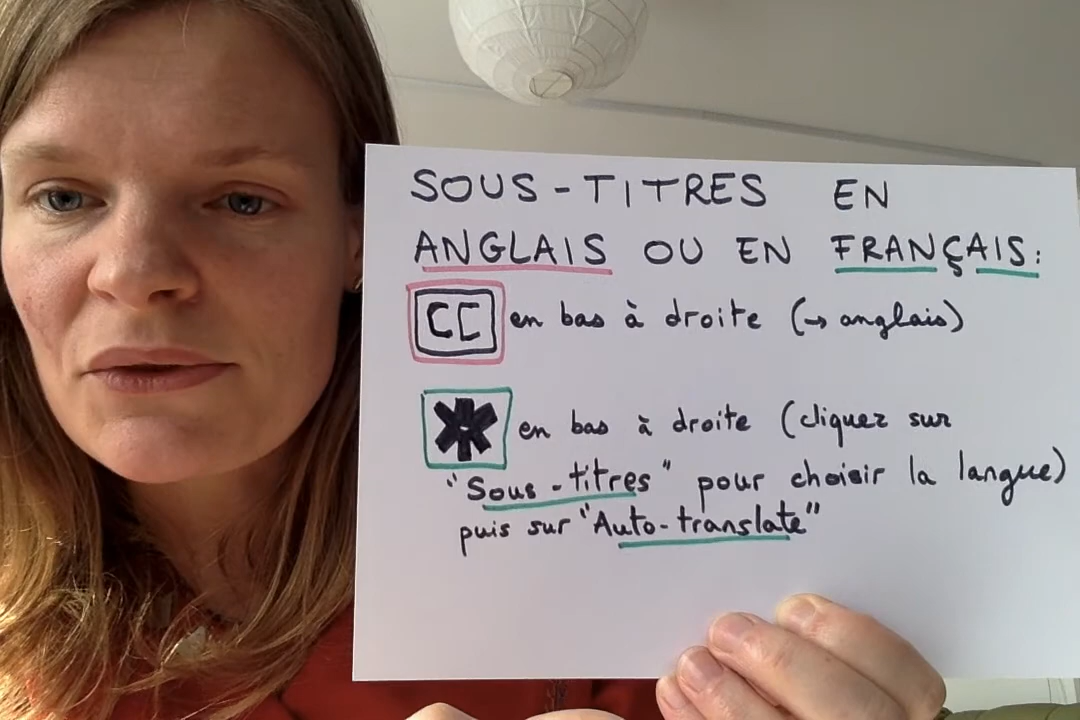 SOUS-TITRES EN
ANGLAIS OU EN FRANÇAIS:
CC en bas à droite (→ anglais)
en bas à droite (cliquez sur
"Sous-titres" pour choisir la langue)
puis sur "Auto-translate"